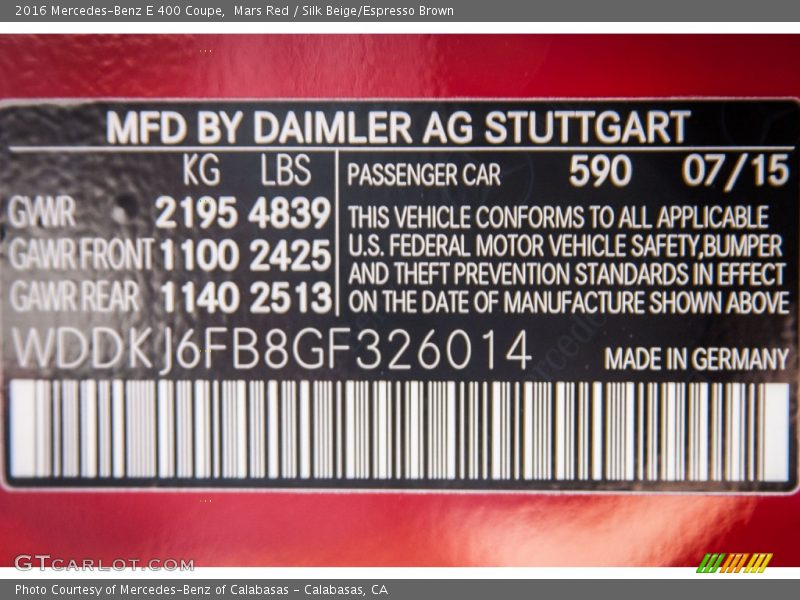 2016 Mercedes-Benz E 400 Coupe,  Mars Red / Silk Beige/Espresso Brown
MFD BY DAIMLER AG STUTTGART
KG LBS
GVWR 2195 4839
GAWR FRONT 1100 2425
GAWR REAR 1140 2513
PASSENGER CAR 590 07/15
THIS VEHICLE CONFORMS TO ALL APPLICABLE
U.S. FEDERAL MOTOR VEHICLE SAFETY,BUMPER
AND THEFT PREVENTION STANDARDS IN EFFECT
ON THE DATE OF MANUFACTURE SHOWN ABOVE
WDDKJ6FB8GF326014
MADE IN GERMANY
GTCARLOT.COM
Photo Courtesy of Mercedes-Benz of Calabasas - Calabasas, CA